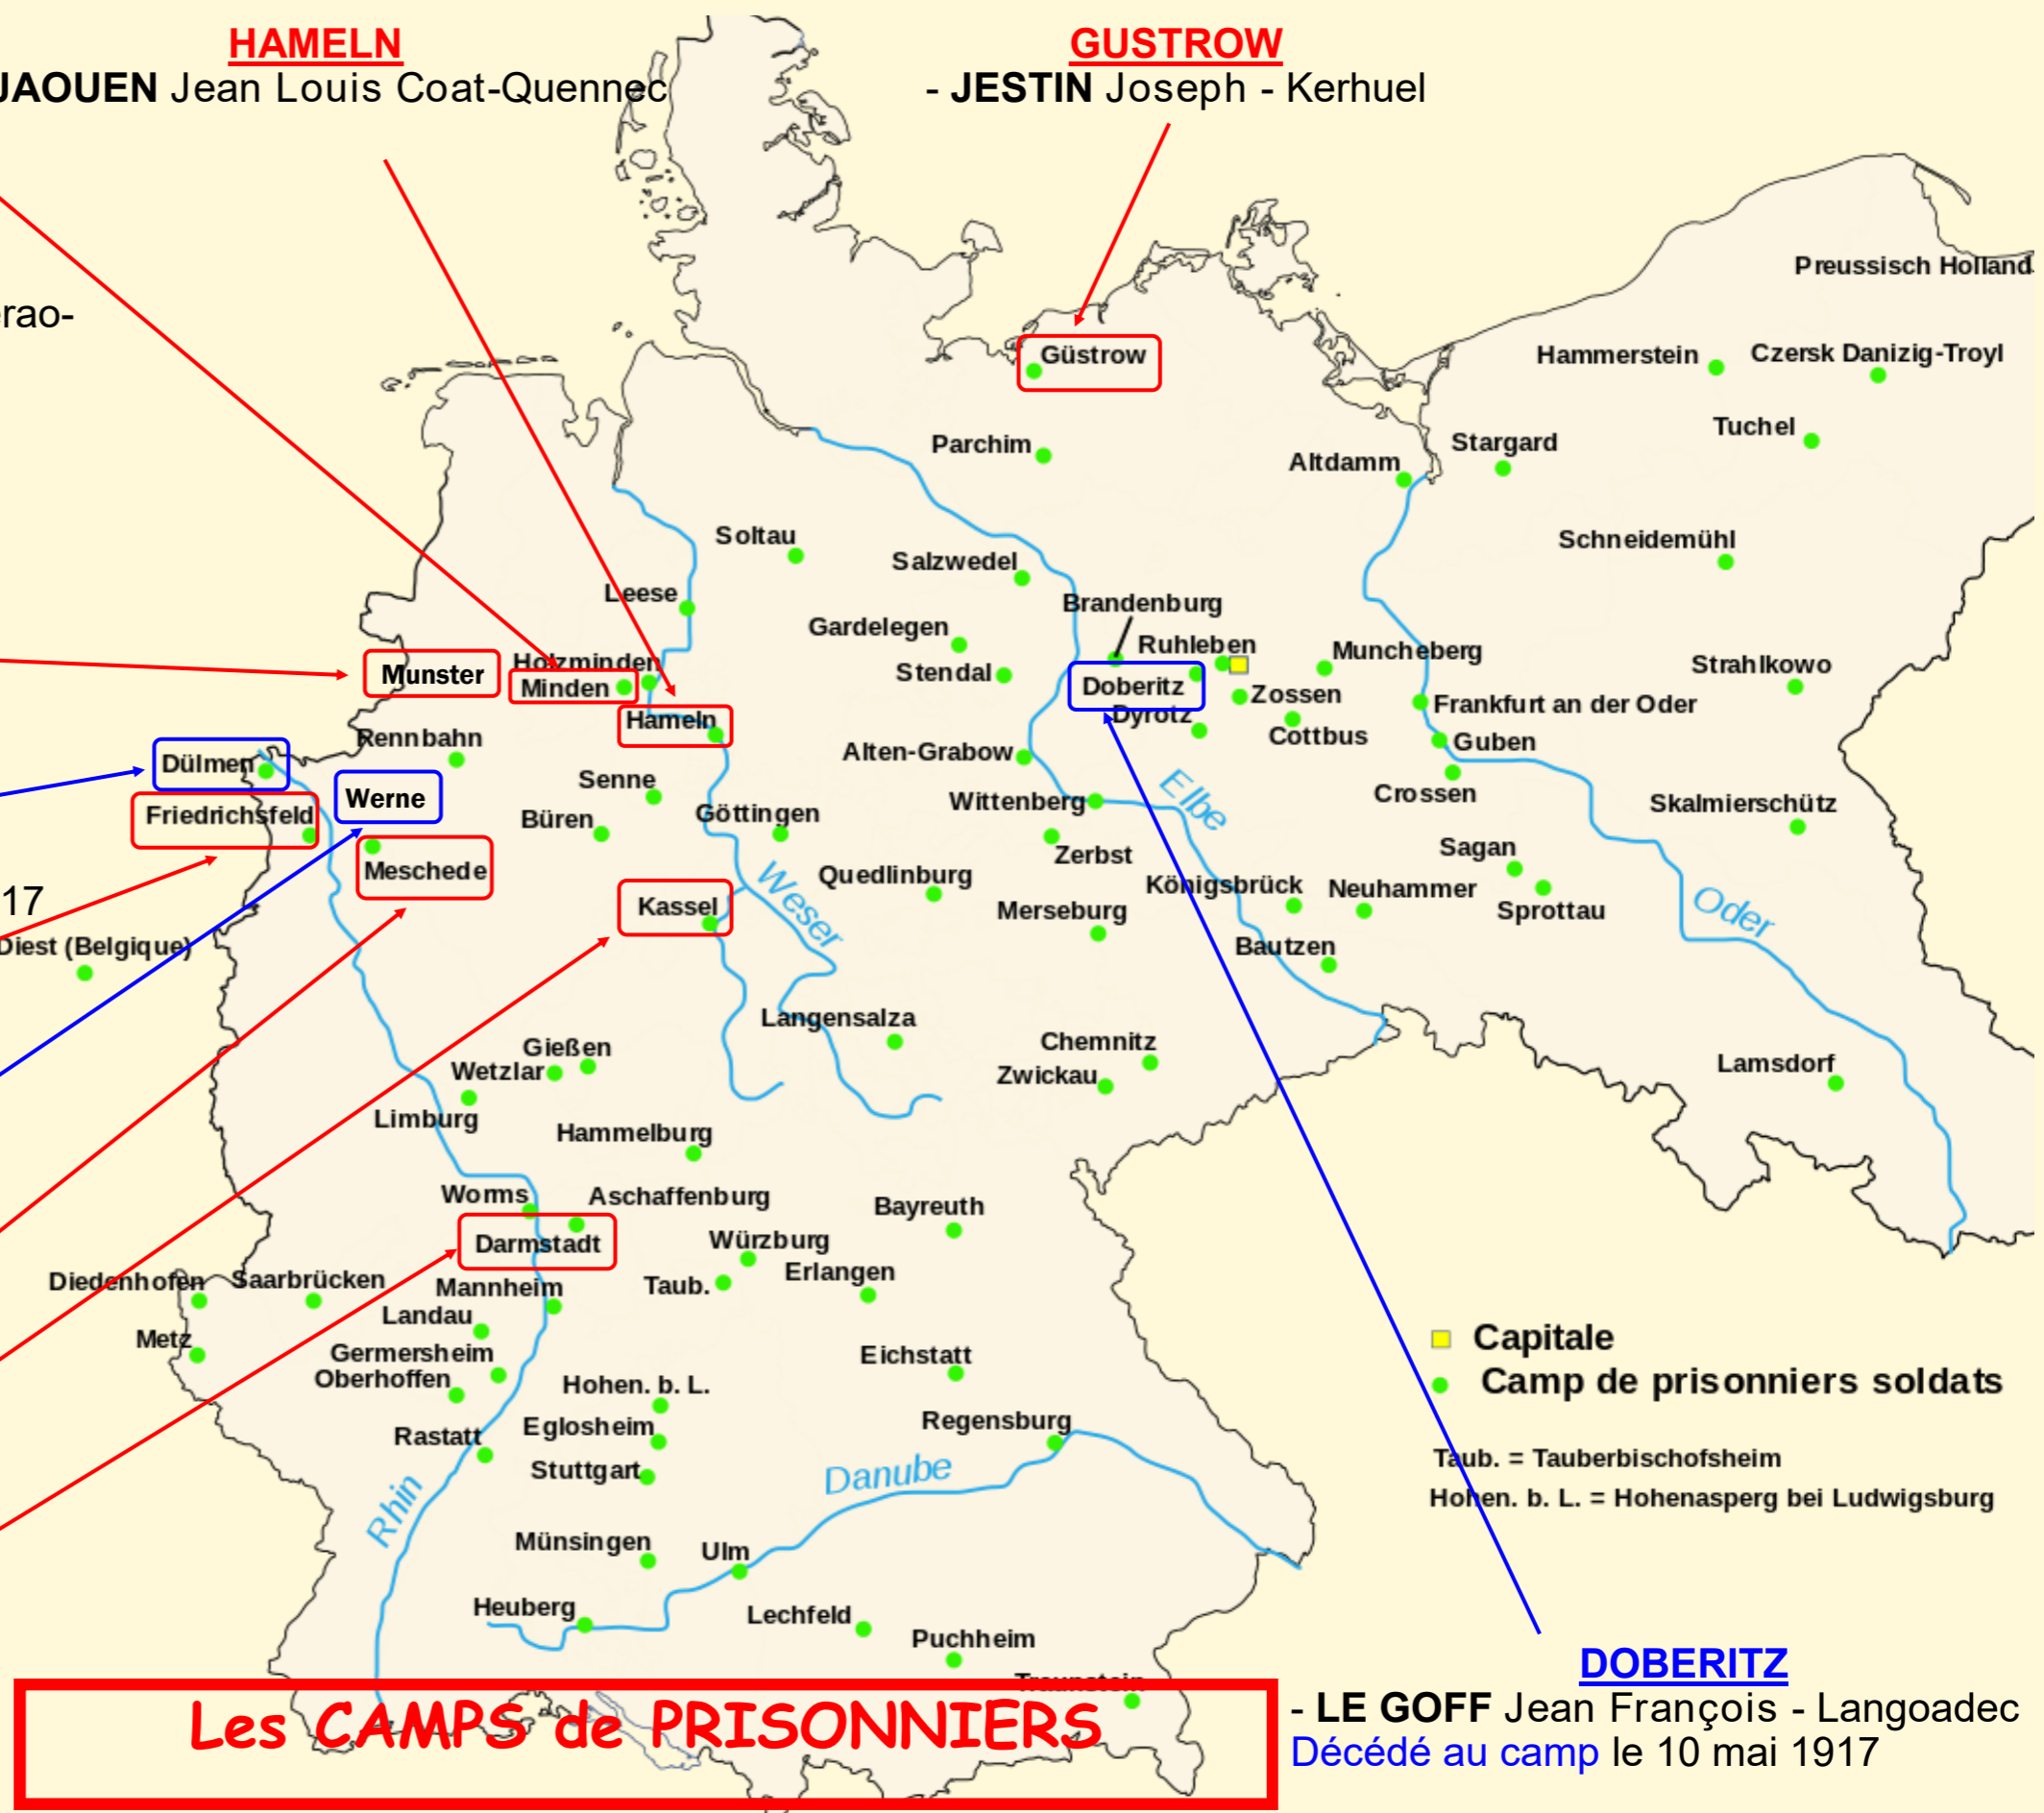 HAMELN
JAOUEN Jean Louis Coat-Quennec
GUSTROW
- JESTIN Joseph - Kerhuel
Preussisch Holland
rao-
Güstrow
Hammerstein
Czersk Danizig-Troyl
Tuchel
Parchim
Altdamm
Stargard
Soltau
Salzwedel
Schneidemühl
Leese
Brandenburg
Gardelegen
Ruhleben
Muncheberg
Holzminden
Munster
Minden
Stendal
Doberitz
Strahlkowo
Zossen
Frankfurt an der Oder
Hameln
Dyrotz
Cottbus
Rennbahn
Guben
Alten-Grabow
Dülmen
Senne
Werne
Wittenberg
Elbe
Crossen
Friedrichsfeld
Büren
Göttingen
Skalmierschütz
Zerbst
Sagan
Meschede
Quedlinburg
Königsbrück
Neuhammer
17
Kassel
Weser
Merseburg
Sprottau
Oder
Diest (Belgique)
Bautzen
Langensalza
Gießen
Chemnitz
Wetzlar
Zwickau
Lamsdorf
Limburg
Hammelburg
Worms
Aschaffenburg
Bayreuth
Darmstadt
Würzburg
Diedenhofen
Saarbrücken
Mannheim
Taub.
Erlangen
Landau
Metz
Germersheim
Eichstatt
Capitale
Oberhoffen
Hohen. b. L.
Camp de prisonniers soldats
Rastatt
Eglosheim
Regensburg
Stuttgart
Danube
Taub. = Tauberbischofsheim
Rhin
Hohen. b. L. = Hohenasperg bei Ludwigsburg
Münsingen
Ulm
Heuberg
Lechfeld
Puchheim
Traunstein
Les CAMPS de PRISONNIERS
DOBERITZ
- LE GOFF Jean François - Langoadec
Décédé au camp le 10 mai 1917